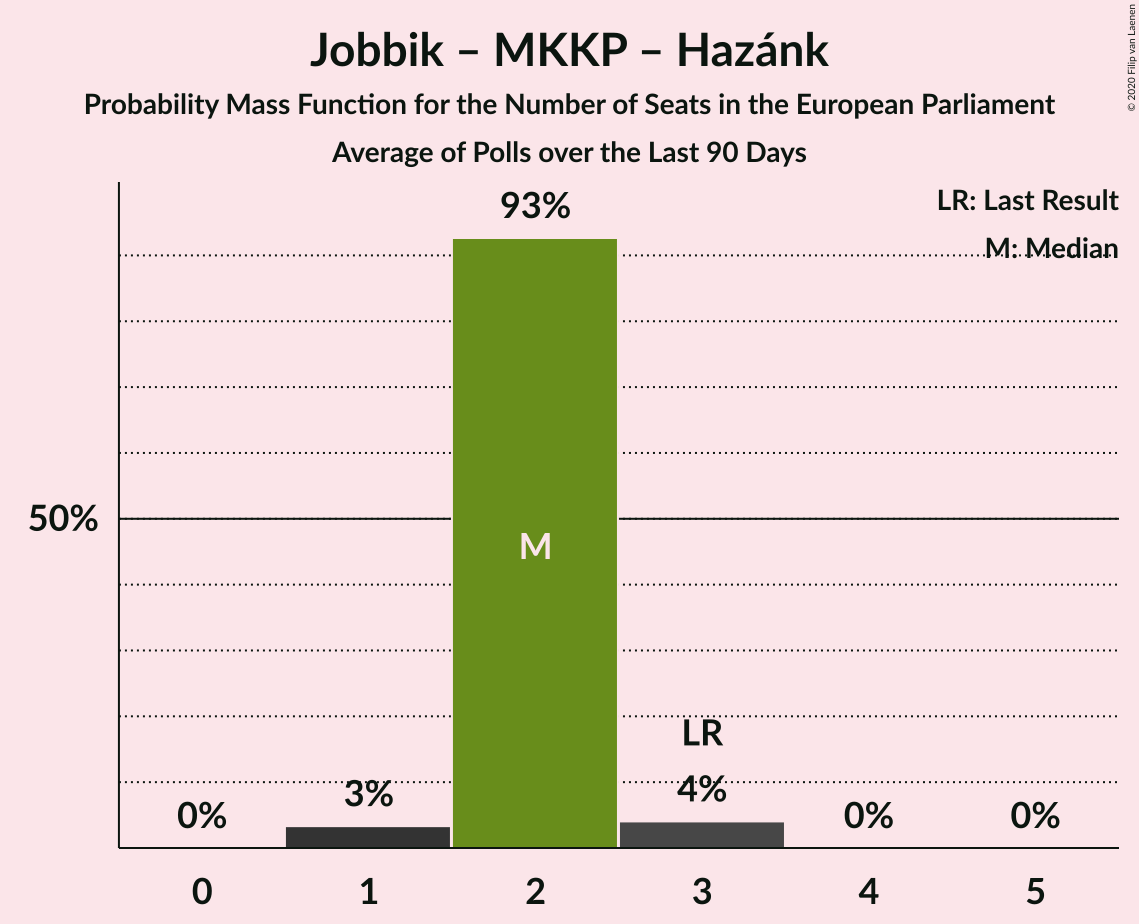 Jobbik – MKKP – Hazánk
Probability Mass Function for the Number of Seats in the European Parliament
Average of Polls over the Last 90 Days
© 2020 Filip van Laenen
LR: Last Result
M: Median
93%
50%
M
LR
3%
4%
0%
0%
0%
0
1
2
3
4
5